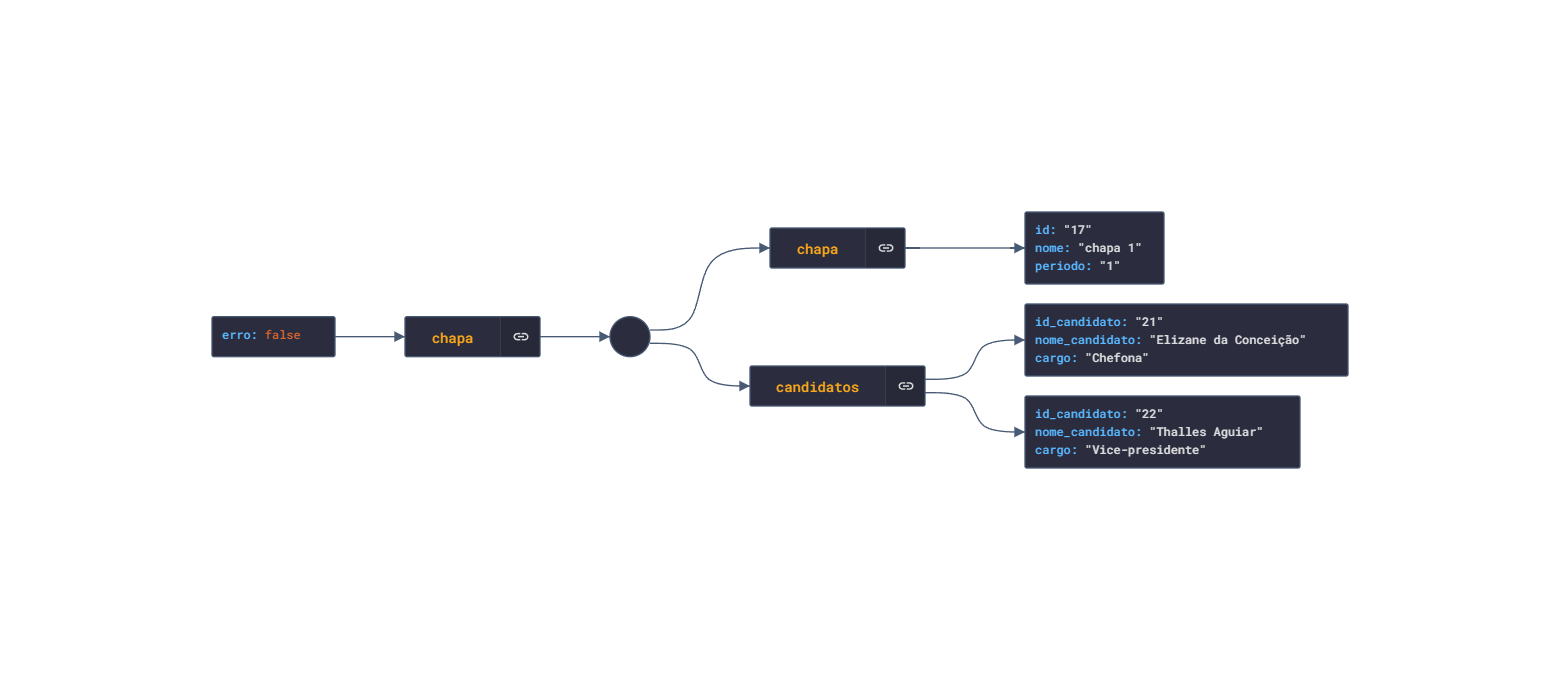 erro: false
chapa
chapa
id: "17"
nome: "chapa 1"
periodo: "1"
candidatos
id_candidato: "21"
nome_candidato: "Elizane da Conceição"
cargo: "Chefona"
id_candidato: "22"
nome_candidato: "Thalles Aguiar"
cargo: "Vice-presidente"